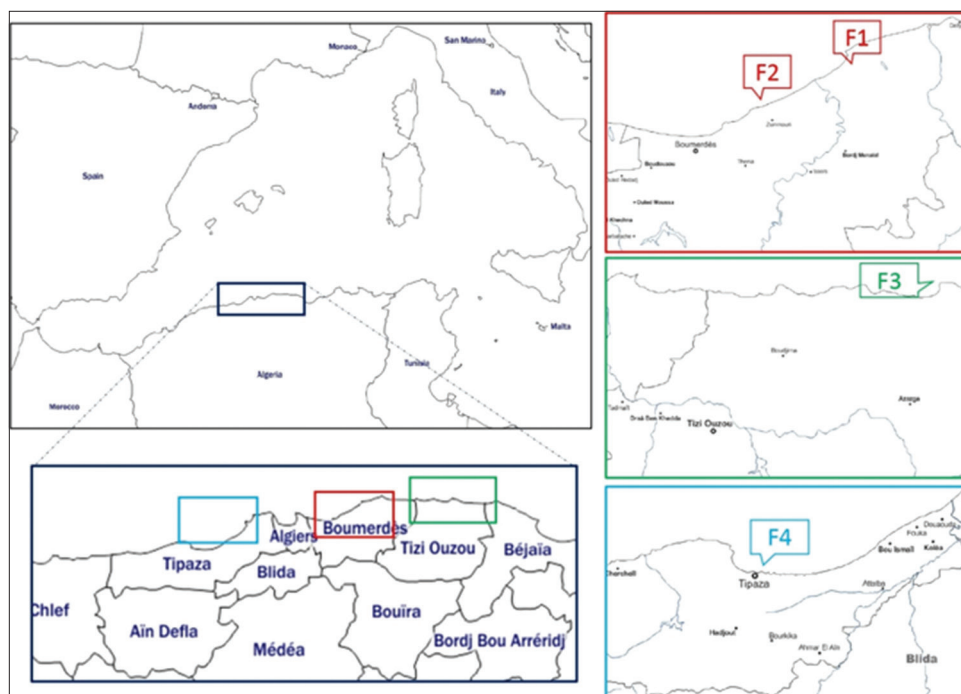 Monaco
San Marino
Italy
Andorra
Spain
Malta
Tunisia
Algeria
Morocco
Boumerdès
Algiers
Tizi Ouzou
Tipaza
Béjaïa
Blida
Chlef
Bouïra
Aïn Defla
Médéa
Bordj Bou Arréridj
F1
F2
Zemmouri
Boumerdès
Thenia
Bordj Menaïel
Isser
Boudouaou
Ouled Moussa
Khechna
F3
Boudjima
Azazga
Tadmaït
Draâ Ben Khedda
Tizi Ouzou
F4
Douaouda
Fouka
Bou Ismaïl
Koléa
Cherchell
Tipaza
Attatba
Hadjout
Bourkika
Ahmar El Aïn
Blida